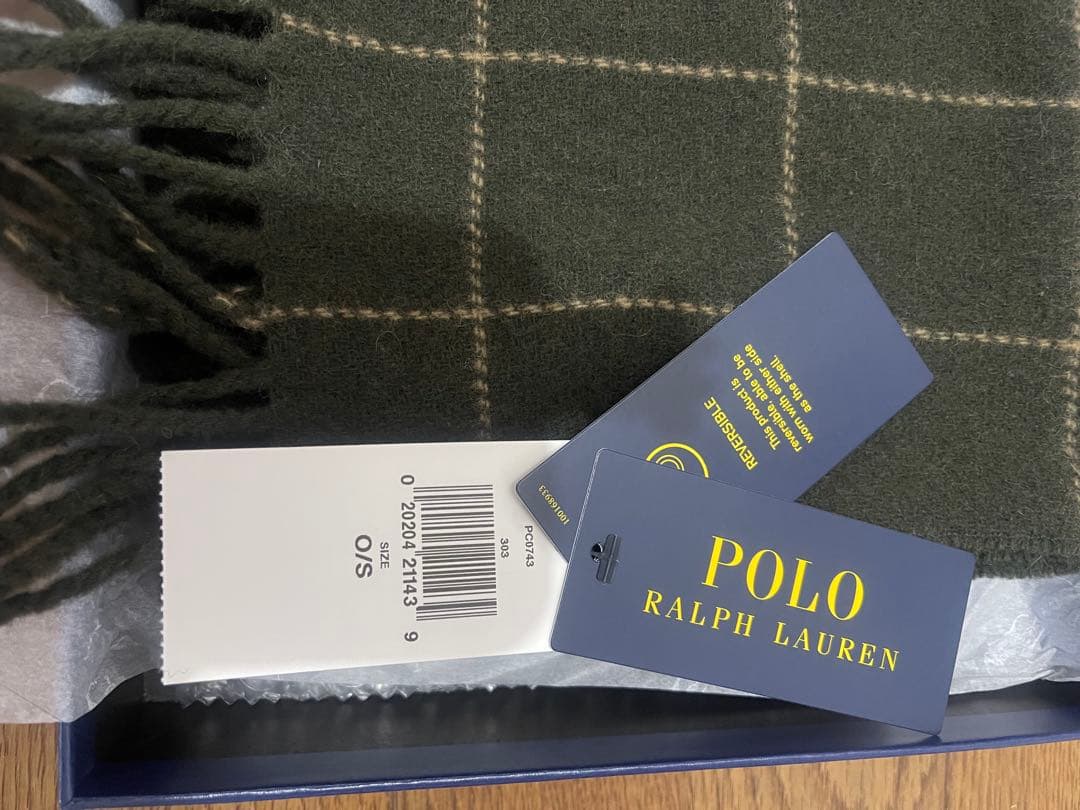 POLO
RALPH LAUREN
REVERSIBLE
This product is
reversible, able to be
worn with either side
as the shell.
100168933
PC0743
303
0 20204 21143 9
SIZE
O/S